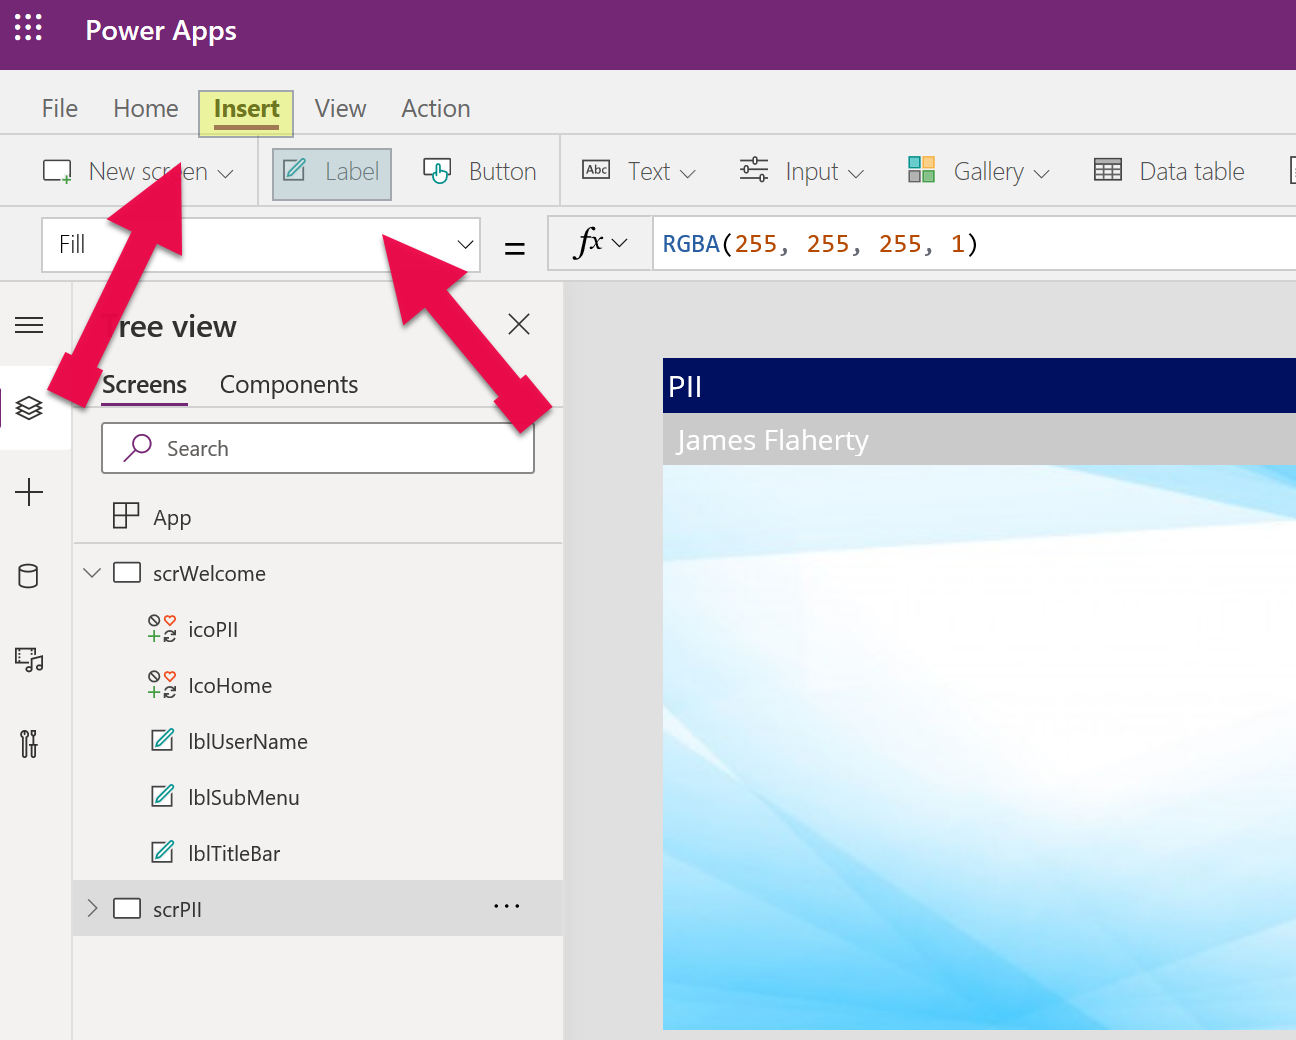 Power Apps
File Home Insert View Action
New screen Label Button Abc Text Input Gallery Data table
Fill = fx RGBA(255, 255, 255, 1)
Tree view
Screens Components
Search
App
scrWelcome
icoPII
IcoHome
lblUserName
lblSubMenu
lblTitleBar
scrPII
PII
James Flaherty